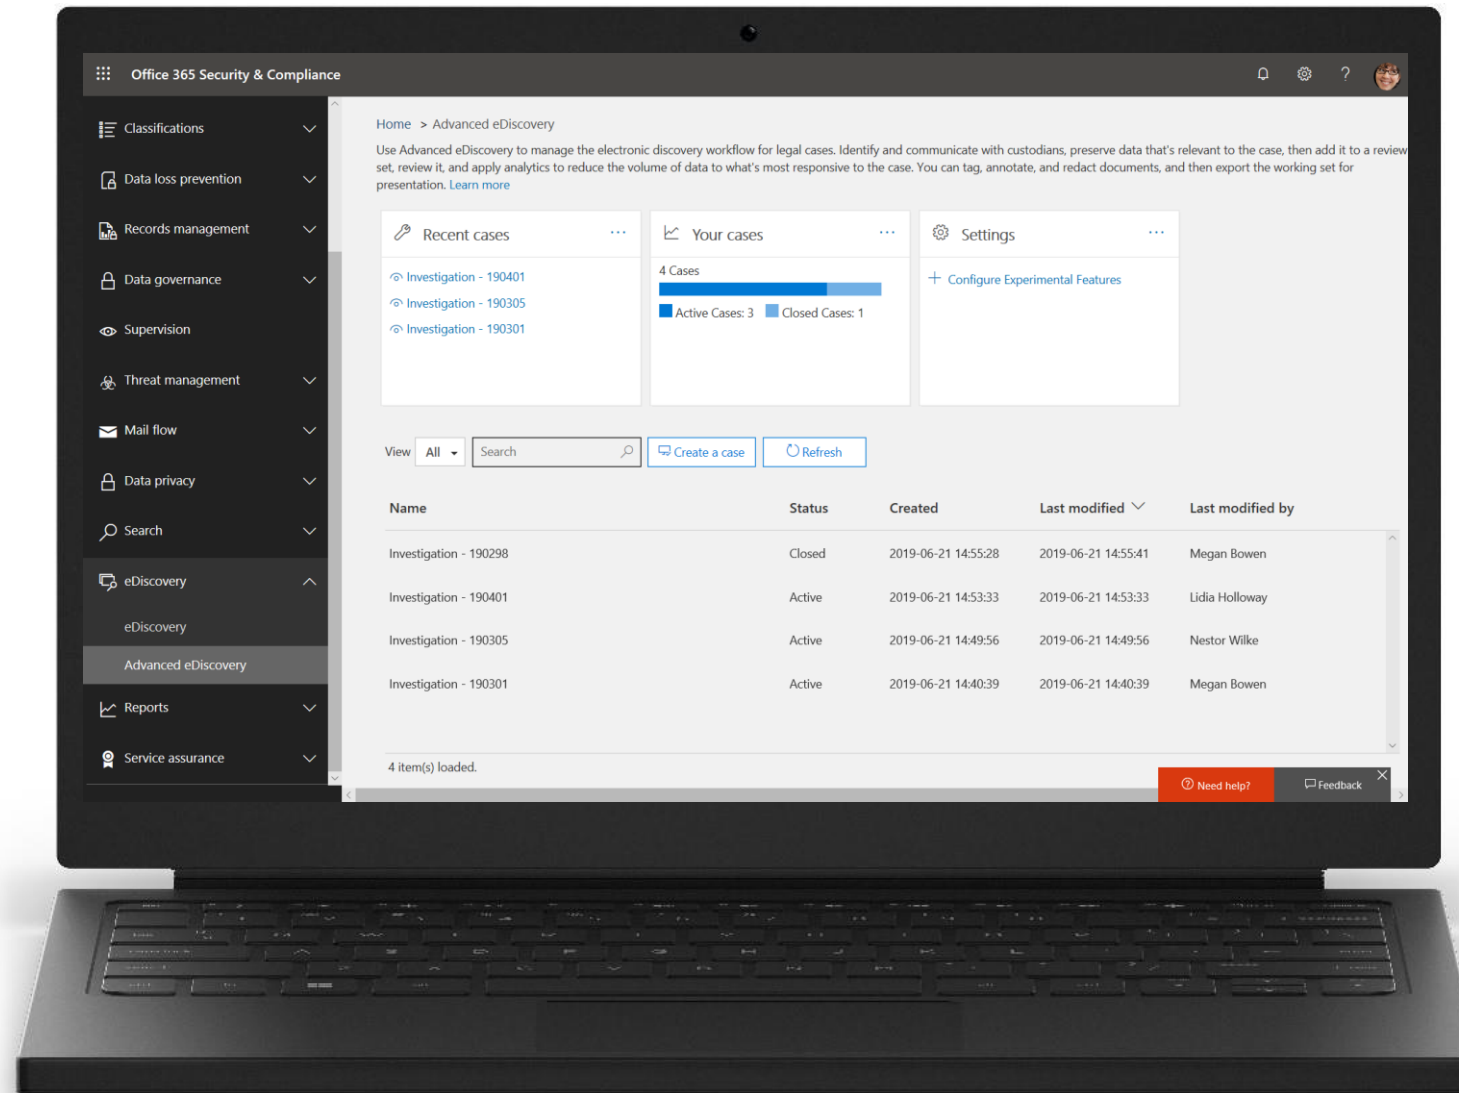 Office 365 Security & Compliance
?
Classifications
Data loss prevention
Records management
Data governance
Supervision
Threat management
Mail flow
Data privacy
Search
eDiscovery
eDiscovery
Advanced eDiscovery
Reports
Service assurance
Home > Advanced eDiscovery
Use Advanced eDiscovery to manage the electronic discovery workflow for legal cases. Identify and communicate with custodians, preserve data that's relevant to the case, then add it to a review
set, review it, and apply analytics to reduce the volume of data to what's most responsive to the case. You can tag, annotate, and redact documents, and then export the working set for
presentation. Learn more
Recent cases ...
Investigation - 190401
Investigation - 190305
Investigation - 190301
Your cases ...
4 Cases
Active Cases: 3 Closed Cases: 1
Settings ...
+ Configure Experimental Features
View All Search Create a case Refresh
Name Status Created Last modified Last modified by
Investigation - 190298 Closed 2019-06-21 14:55:28 2019-06-21 14:55:41 Megan Bowen
Investigation - 190401 Active 2019-06-21 14:53:33 2019-06-21 14:53:33 Lidia Holloway
Investigation - 190305 Active 2019-06-21 14:49:56 2019-06-21 14:49:56 Nestor Wilke
Investigation - 190301 Active 2019-06-21 14:40:39 2019-06-21 14:40:39 Megan Bowen
4 item(s) loaded.
Need help? Feedback